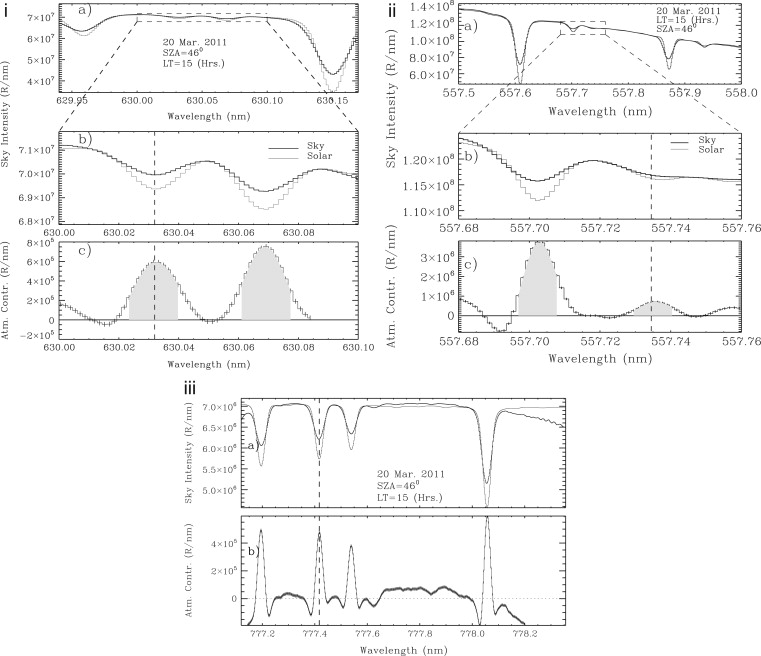 i
a)
7×10⁷
6×10⁷
5×10⁷
4×10⁷
20 Mar. 2011
SZA=46⁰
LT=15 (Hrs.)
629.95 630.00 630.05 630.10 630.15
Wavelength (nm)
Sky Intensity (R/nm)
b)
Sky
Solar
7.1×10⁷
7.0×10⁷
6.9×10⁷
6.8×10⁷
630.00 630.02 630.04 630.06 630.08 630.10
Atm. Contr. (R/nm)
c)
8×10⁵
6×10⁵
4×10⁵
2×10⁵
0
−2×10⁵
630.00 630.02 630.04 630.06 630.08 630.10
Wavelength (nm)
ii
a)
1.4×10⁸
1.2×10⁸
1.0×10⁸
8.0×10⁷
6.0×10⁷
20 Mar. 2011
LT=15 (Hrs.)
SZA=46⁰
557.5 557.6 557.7 557.8 557.9 558.0
Wavelength (nm)
Sky Intensity (R/nm)
b)
Sky
Solar
1.20×10⁸
1.15×10⁸
1.10×10⁸
557.68 557.70 557.72 557.74 557.76
Atm. Contr. (R/nm)
c)
3×10⁶
2×10⁶
1×10⁶
0
557.68 557.70 557.72 557.74 557.76
Wavelength (nm)
iii
Sky Intensity (R/nm)
7.0×10⁶
6.5×10⁶
6.0×10⁶
5.5×10⁶
5.0×10⁶
a)
20 Mar. 2011
SZA=46⁰
LT=15 (Hrs.)
Atm. Contr. (R/nm)
b)
4×10⁵
2×10⁵
0
777.2 777.4 777.6 777.8 778.0 778.2
Wavelength (nm)